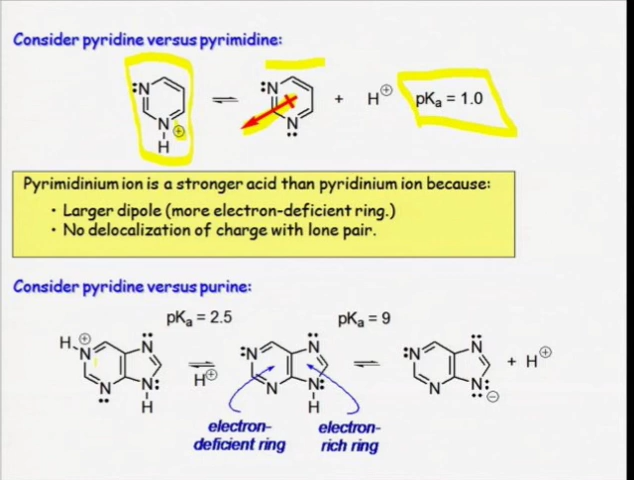 Consider pyridine versus pyrimidine:
:N
N
H
⊕
:N
N
+ H⊕
pKa = 1.0
Pyrimidinium ion is a stronger acid than pyridinium ion because:
• Larger dipole (more electron-deficient ring.)
• No delocalization of charge with lone pair.
Consider pyridine versus purine:
pKa = 2.5
pKa = 9
H ⊕ N N N N H
H⊕
:N N N N: H
:N N N N: ⊖
+ H⊕
electron-
deficient ring
electron-
rich ring